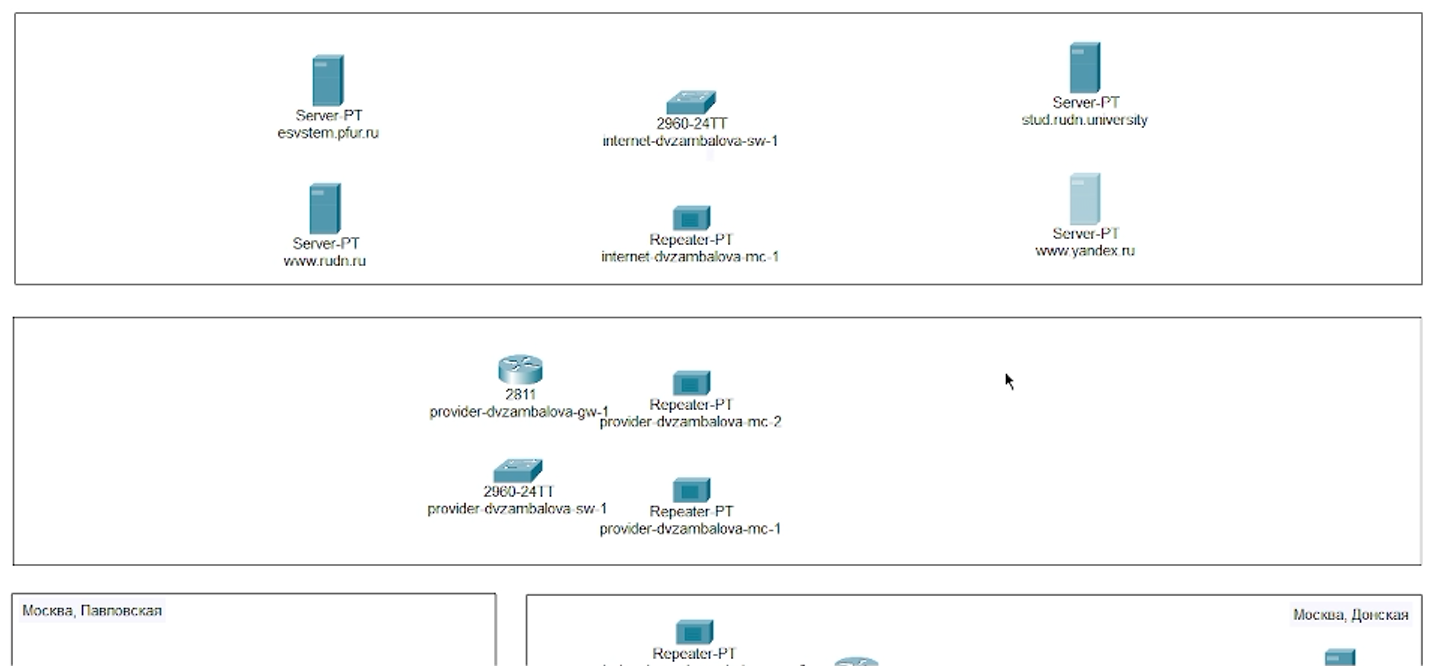 Server-PT
esvstem.pfur.ru
2960-24TT
internet-dvzambalova-sw-1
Server-PT
stud.rudn.university
Server-PT
www.rudn.ru
Repeater-PT
internet-dvzambalova-mc-1
Server-PT
www.yandex.ru
2811
provider-dvzambalova-gw-1
Repeater-PT
provider-dvzambalova-mc-2
2960-24TT
provider-dvzambalova-sw-1
Repeater-PT
provider-dvzambalova-mc-1
Москва, Павловская
Москва, Донская
Repeater-PT